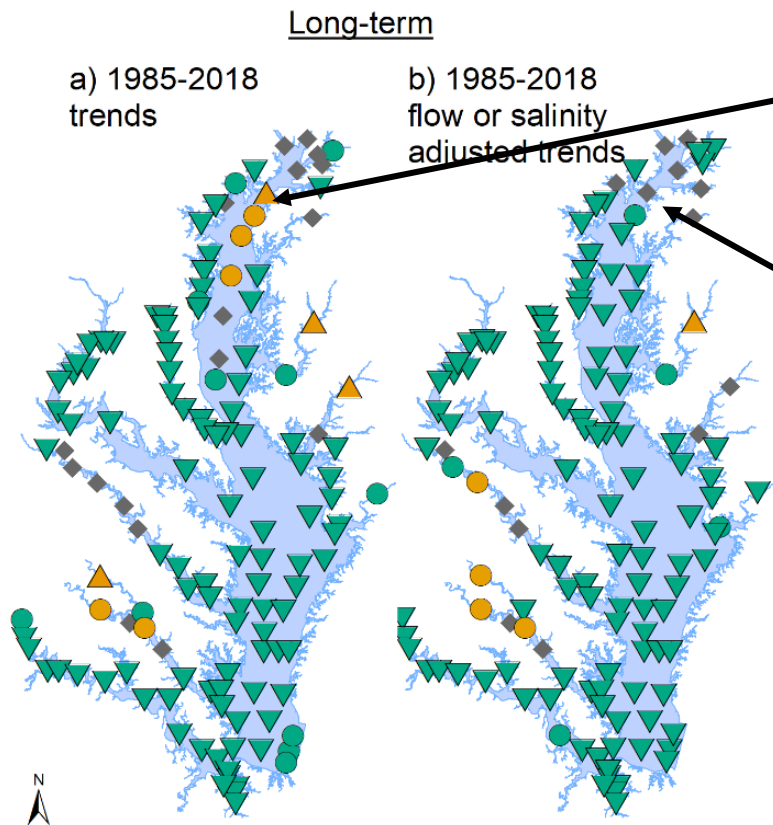 Long-term
a) 1985-2018
trends
b) 1985-2018
flow or salinity
adjusted trends
N